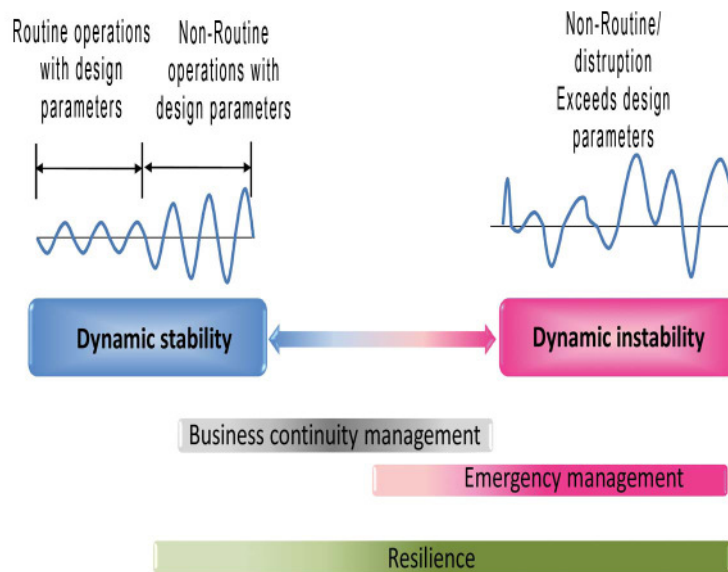 Routine operations
with design
parameters
Non-Routine
operations with
design parameters
Non-Routine/
distruption
Exceeds design
parameters
Dynamic stability
Dynamic instability
Business continuity management
Emergency management
Resilience